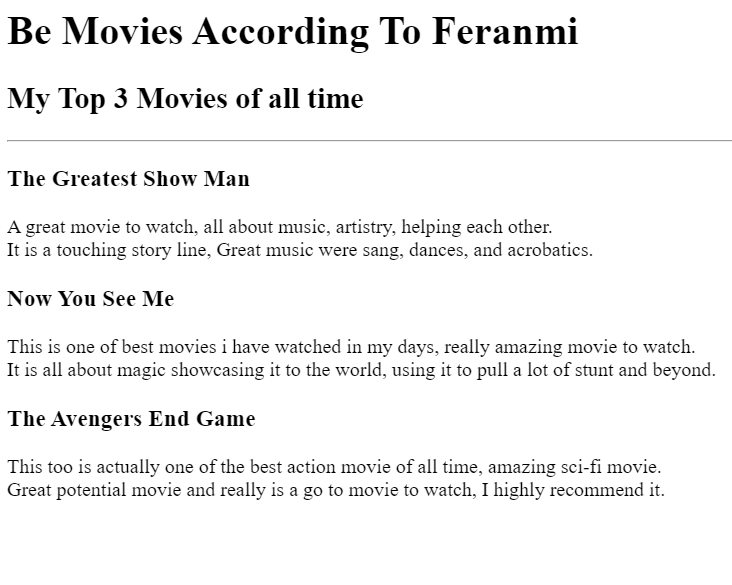 Be Movies According To Feranmi
My Top 3 Movies of all time
The Greatest Show Man
A great movie to watch, all about music, artistry, helping each other.
It is a touching story line, Great music were sang, dances, and acrobatics.
Now You See Me
This is one of best movies i have watched in my days, really amazing movie to watch.
It is all about magic showcasing it to the world, using it to pull a lot of stunt and beyond.
The Avengers End Game
This too is actually one of the best action movie of all time, amazing sci-fi movie.
Great potential movie and really is a go to movie to watch, I highly recommend it.